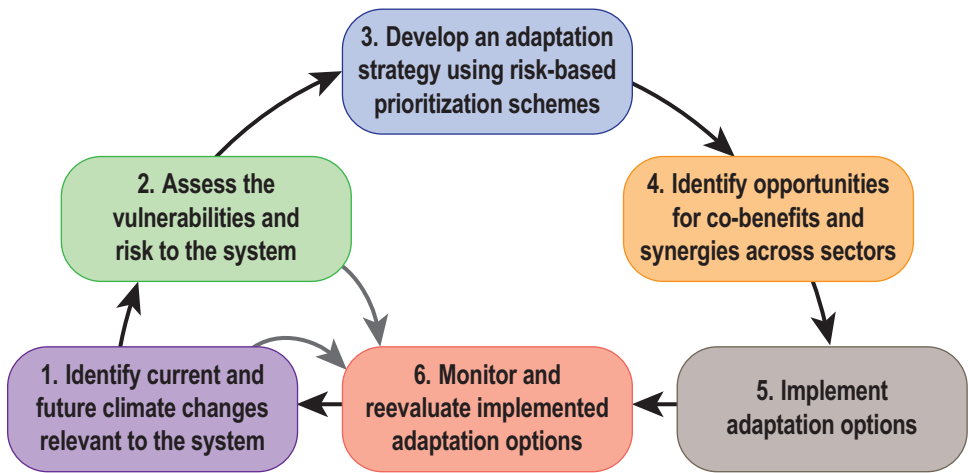 3. Develop an adaptation
strategy using risk-based
prioritization schemes
2. Assess the
vulnerabilities and
risk to the system
4. Identify opportunities
for co-benefits and
synergies across sectors
1. Identify current and
future climate changes
relevant to the system
6. Monitor and
reevaluate implemented
adaptation options
5. Implement
adaptation options